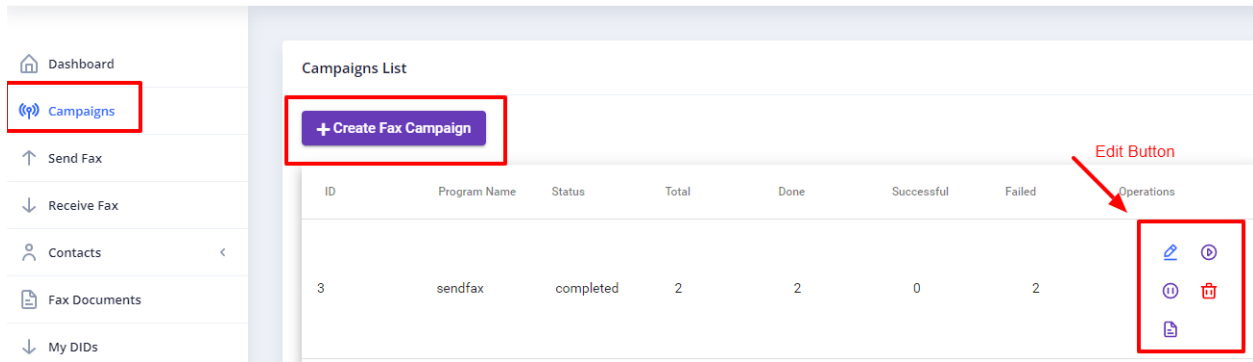 Dashboard
Campaigns
Send Fax
Receive Fax
Contacts
Fax Documents
My DIDs
Campaigns List
+ Create Fax Campaign
Edit Button
ID Program Name Status Total Done Successful Failed Operations
3 sendfax completed 2 2 0 2